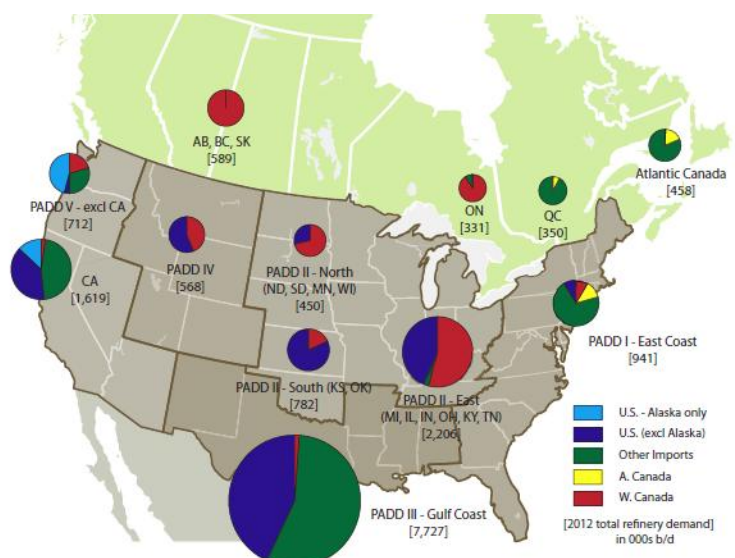 AB, BC, SK
[589]
Atlantic Canada
[458]
ON
[331]
QC
[350]
PADD V - excl CA
[712]
PADD IV
[568]
PADD II - North
(ND, SD, MN, WI)
[450]
CA
[1,619]
PADD I - East Coast
[941]
PADD II - South (KS, OK)
[782]
PADD II - East
(MI, IL, IN, OH, KY, TN)
[2,206]
PADD III - Gulf Coast
[7,727]
U.S. - Alaska only
U.S. (excl Alaska)
Other Imports
A. Canada
W. Canada
[2012 total refinery demand]
in 000s b/d